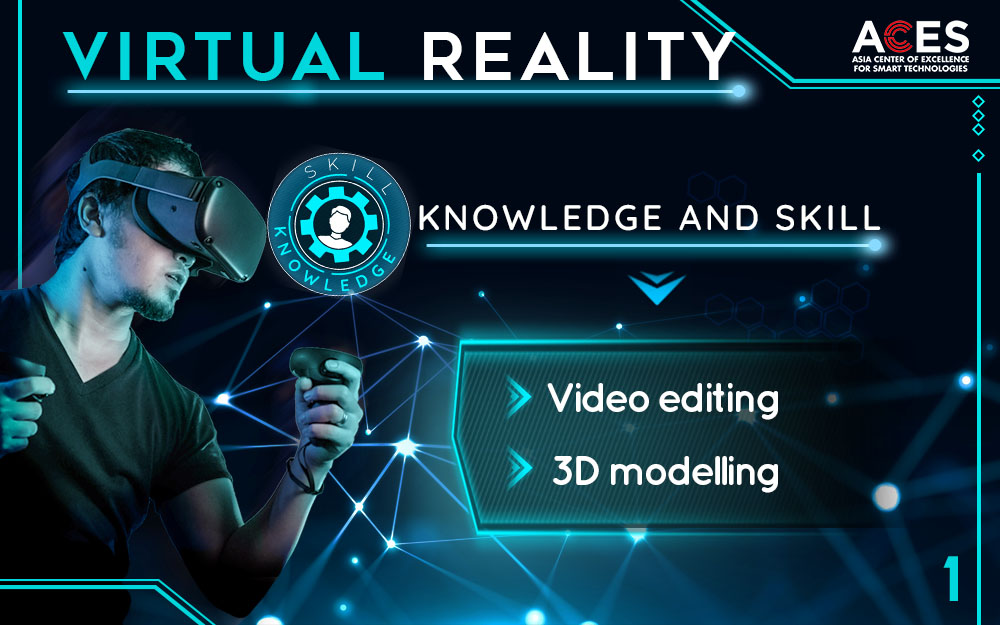 VIRTUAL REALITY
ACES
ASIA CENTER OF EXCELLENCE
FOR SMART TECHNOLOGIES
SKILL
KNOWLEDGE
KNOWLEDGE AND SKILL
Video editing
3D modelling
1